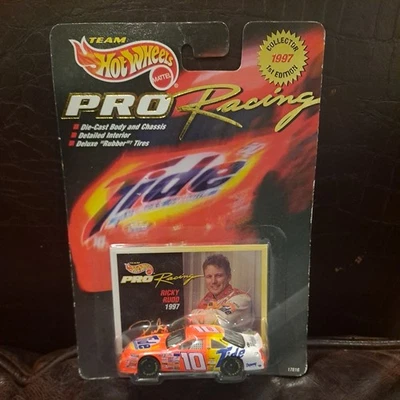 TEAM
Hot Wheels
MATTEL
COLLECTOR
1997
1st EDITION
PRO Racing
Die-Cast Body and Chassis
Detailed Interior
Deluxe "Rubber" Tires
Tide
TEAM
Hot Wheels
PRO Racing
RICKY
RUDD
1997
10
Tide